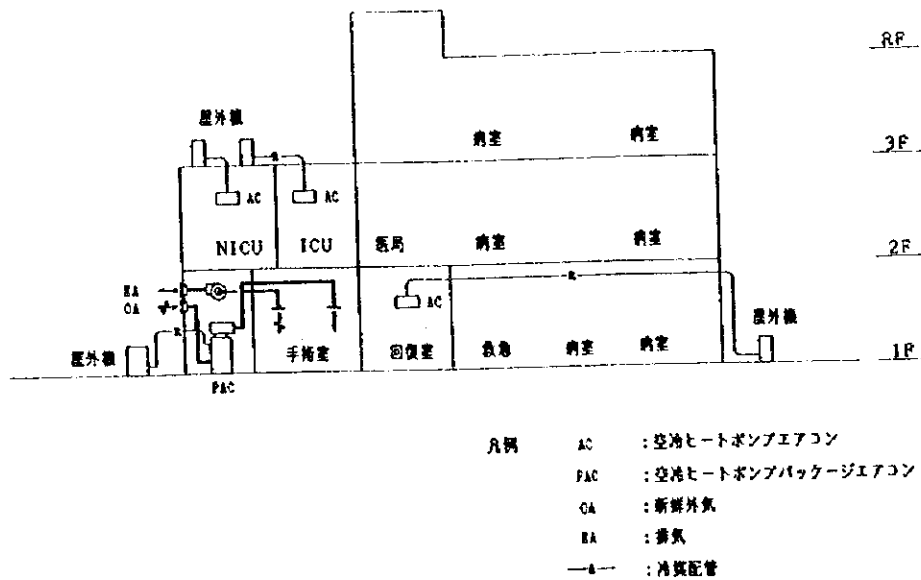 RF
屋外機
病室 病室
3F
AC AC
NICU ICU 医局 病室 病室
2F
EA
OA
R
R
AC
屋外機
屋外機
手術室 回復室 救急 病室 病室
1F
PAC
凡例 AC :空冷ヒートポンプエアコン
PAC :空冷ヒートポンプパッケージエアコン
OA :新鮮外気
EA :排気
R :冷媒配管